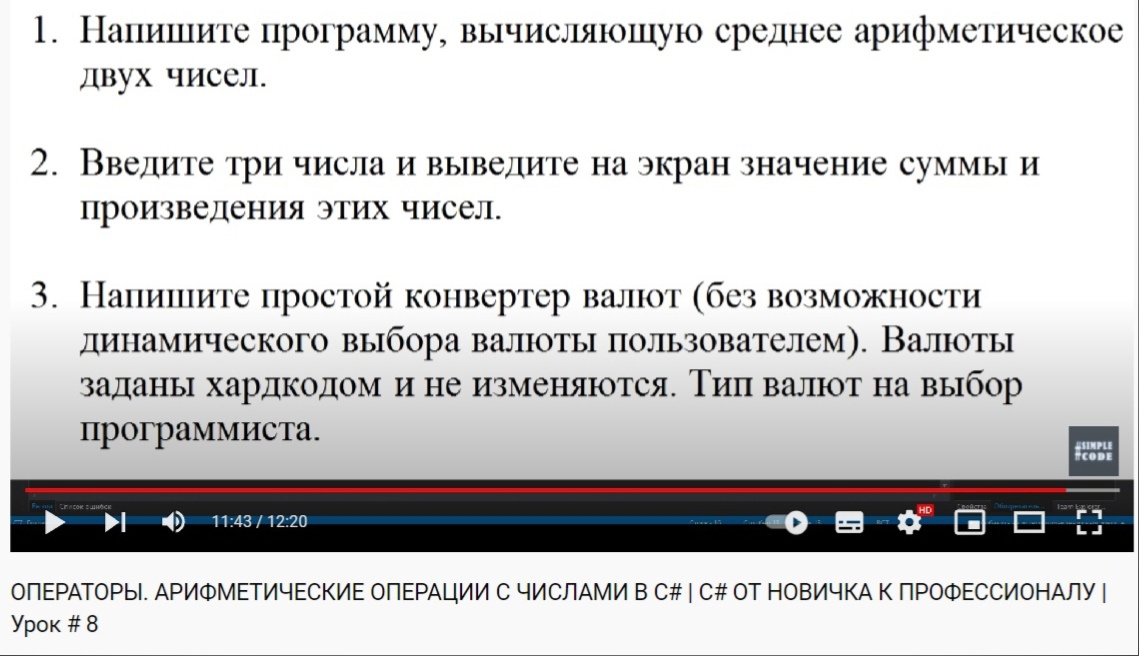 1. Напишите программу, вычисляющую среднее арифметическое
двух чисел.
2. Введите три числа и выведите на экран значение суммы и
произведения этих чисел.
3. Напишите простой конвертер валют (без возможности
динамического выбора валюты пользователем). Валюты
заданы хардкодом и не изменяются. Тип валют на выбор
программиста.
#SIMPLE
CODE
11:43 / 12:20
HD
ОПЕРАТОРЫ. АРИФМЕТИЧЕСКИЕ ОПЕРАЦИИ С ЧИСЛАМИ В C# | C# ОТ НОВИЧКА К ПРОФЕССИОНАЛУ |
Урок # 8